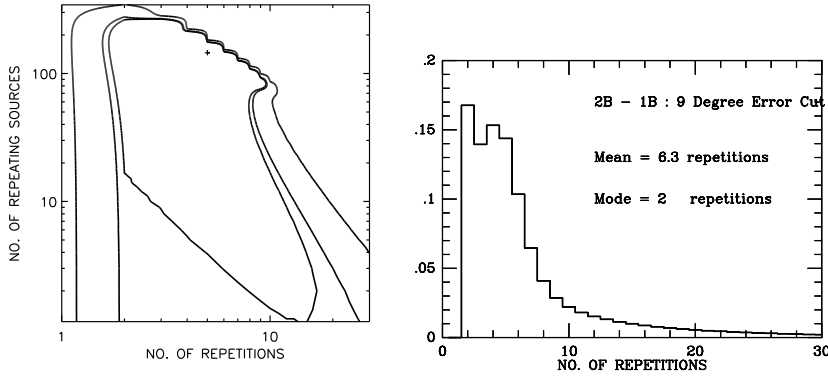 NO. OF REPEATING SOURCES
100
10
1
10
NO. OF REPETITIONS
.2
.15
.1
.05
0
2B - 1B : 9 Degree Error Cut
Mean = 6.3 repetitions
Mode = 2 repetitions
0
10
20
30
NO. OF REPETITIONS